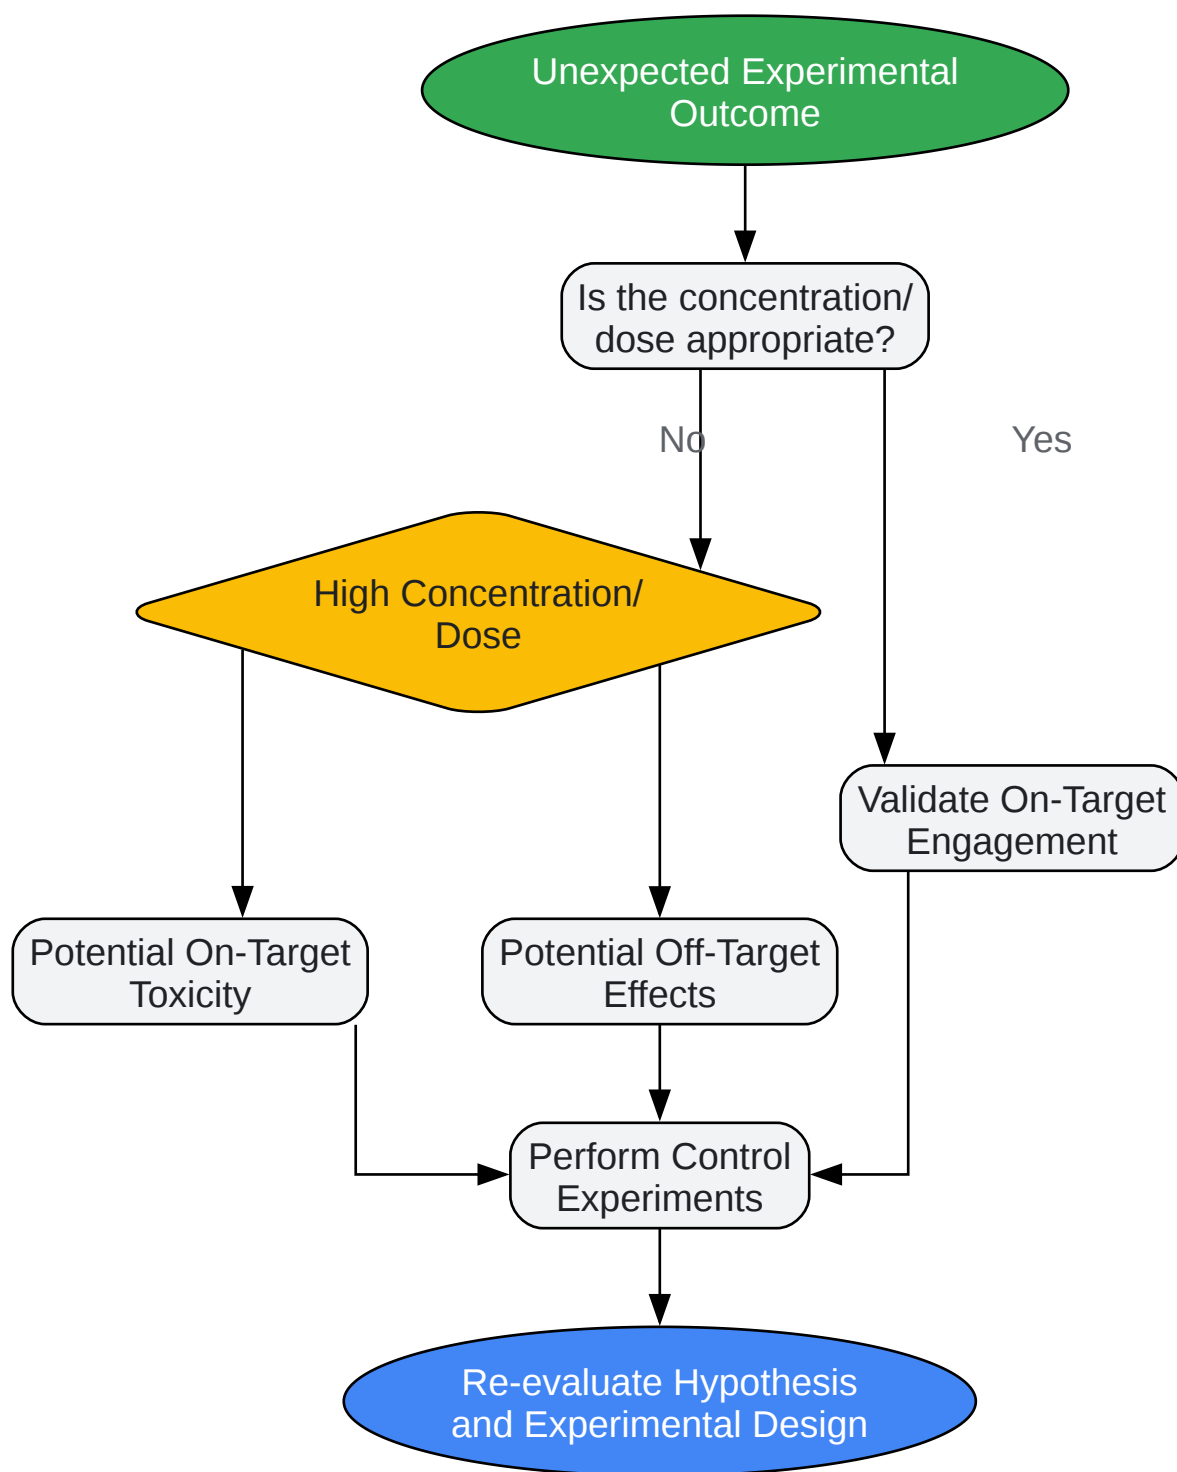 Unexpected Experimental
Outcome
Is the concentration/
dose appropriate?
No
Yes
High Concentration/
Dose
Validate On-Target
Engagement
Potential On-Target
Toxicity
Potential Off-Target
Effects
Perform Control
Experiments
Re-evaluate Hypothesis
and Experimental Design